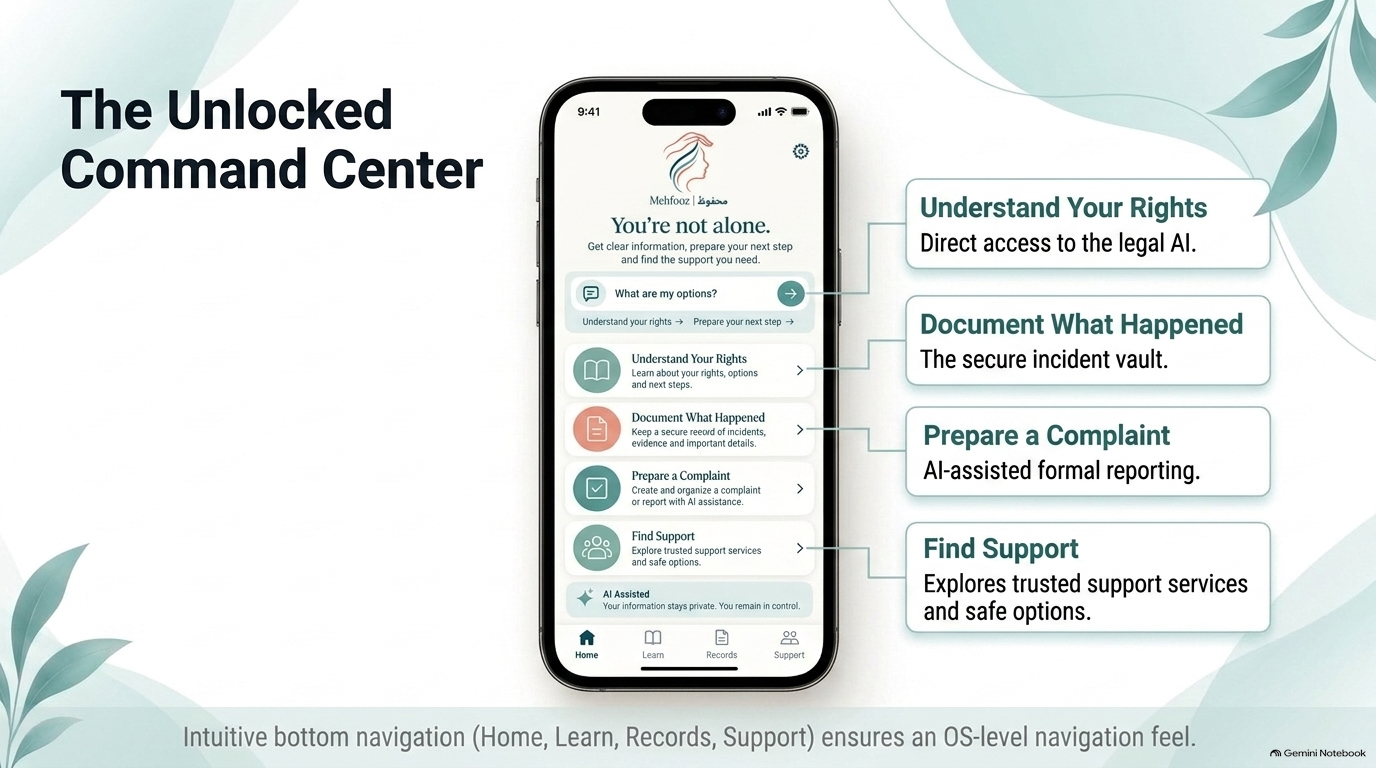 The Unlocked
Command Center
9:41
Mehfooz | محفوظ
You're not alone.
Get clear information, prepare your next step
and find the support you need.
What are my options?
Understand your rights → Prepare your next step →
Understand Your Rights
Learn about your rights, options
and next steps.
Document What Happened
Keep a secure record of incidents,
evidence and important details.
Prepare a Complaint
Create and organize a complaint
or report with AI assistance.
Find Support
Explore trusted support services
and safe options.
AI Assisted
Your information stays private. You remain in control.
Home Learn Records Support
Understand Your Rights
Direct access to the legal AI.
Document What Happened
The secure incident vault.
Prepare a Complaint
AI-assisted formal reporting.
Find Support
Explores trusted support services
and safe options.
Intuitive bottom navigation (Home, Learn, Records, Support) ensures an OS-level navigation feel.
Gemini Notebook